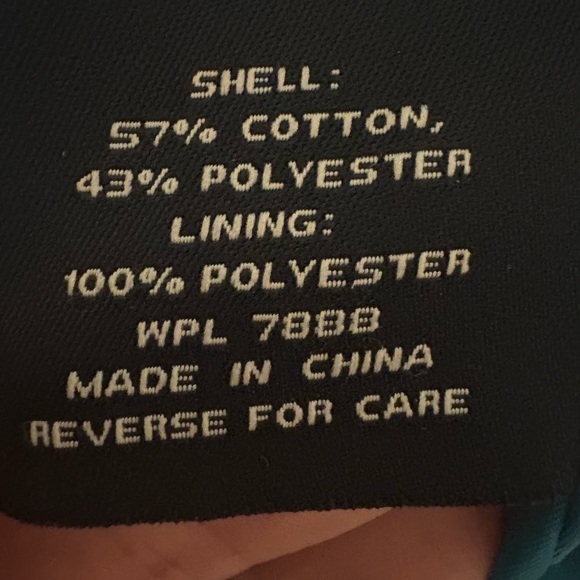 SHELL:
57% COTTON,
43% POLYESTER
LINING:
100% POLYESTER
WPL 7888
MADE IN CHINA
REVERSE FOR CARE